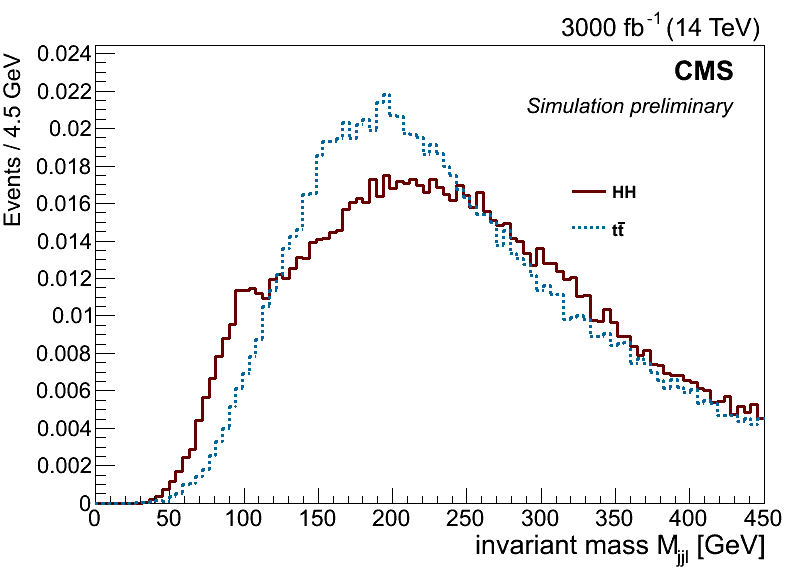 3000 fb⁻¹ (14 TeV)
CMS
Simulation preliminary
HH
tt̄
Events / 4.5 GeV
0.024
0.022
0.02
0.018
0.016
0.014
0.012
0.01
0.008
0.006
0.004
0.002
0
0 50 100 150 200 250 300 350 400 450
invariant mass M_jjl [GeV]